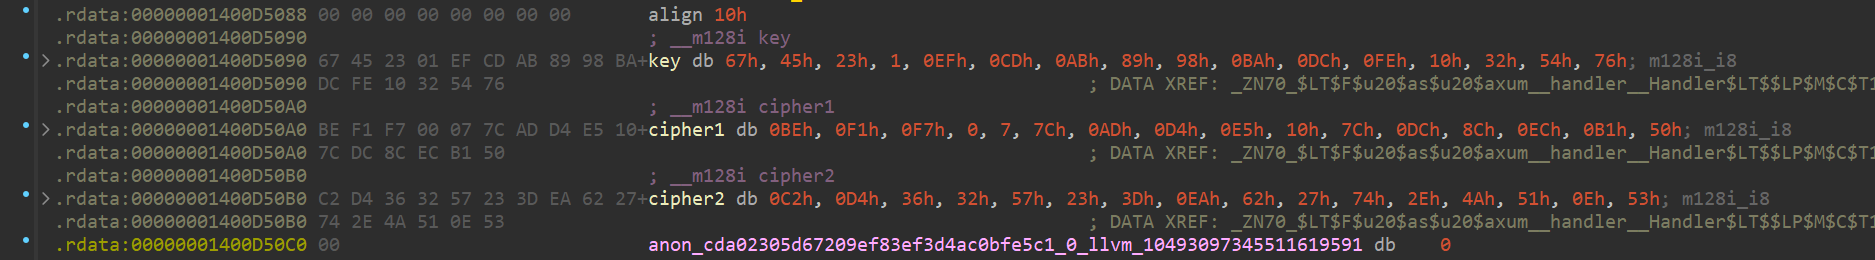 .rdata:00000001400D5088 00 00 00 00 00 00 00 00 align 10h
.rdata:00000001400D5090 ; __m128i key
.rdata:00000001400D5090 67 45 23 01 EF CD AB 89 98 BA+key db 67h, 45h, 23h, 1, 0EFh, 0CDh, 0ABh, 89h, 98h, 0BAh, 0DCh, 0FEh, 10h, 32h, 54h, 76h; m128i_i8
.rdata:00000001400D5090 DC FE 10 32 54 76 ; DATA XREF: _ZN70_$LT$F$u20$as$u20$axum__handler__Handler$LT$$LP$M$C$T1
.rdata:00000001400D50A0 ; __m128i cipher1
.rdata:00000001400D50A0 BE F1 F7 00 07 7C AD D4 E5 10+cipher1 db 0BEh, 0F1h, 0F7h, 0, 7, 7Ch, 0ADh, 0D4h, 0E5h, 10h, 7Ch, 0DCh, 8Ch, 0ECh, 0B1h, 50h; m128i_i8
.rdata:00000001400D50A0 7C DC 8C EC B1 50 ; DATA XREF: _ZN70_$LT$F$u20$as$u20$axum__handler__Handler$LT$$LP$M$C$T1
.rdata:00000001400D50B0 ; __m128i cipher2
.rdata:00000001400D50B0 C2 D4 36 32 57 23 3D EA 62 27+cipher2 db 0C2h, 0D4h, 36h, 32h, 57h, 23h, 3Dh, 0EAh, 62h, 27h, 74h, 2Eh, 4Ah, 51h, 0Eh, 53h; m128i_i8
.rdata:00000001400D50B0 74 2E 4A 51 0E 53 ; DATA XREF: _ZN70_$LT$F$u20$as$u20$axum__handler__Handler$LT$$LP$M$C$T1
.rdata:00000001400D50C0 00 anon_cda02305d67209ef83ef3d4ac0bfe5c1_0_llvm_10493097345511619591 db 0